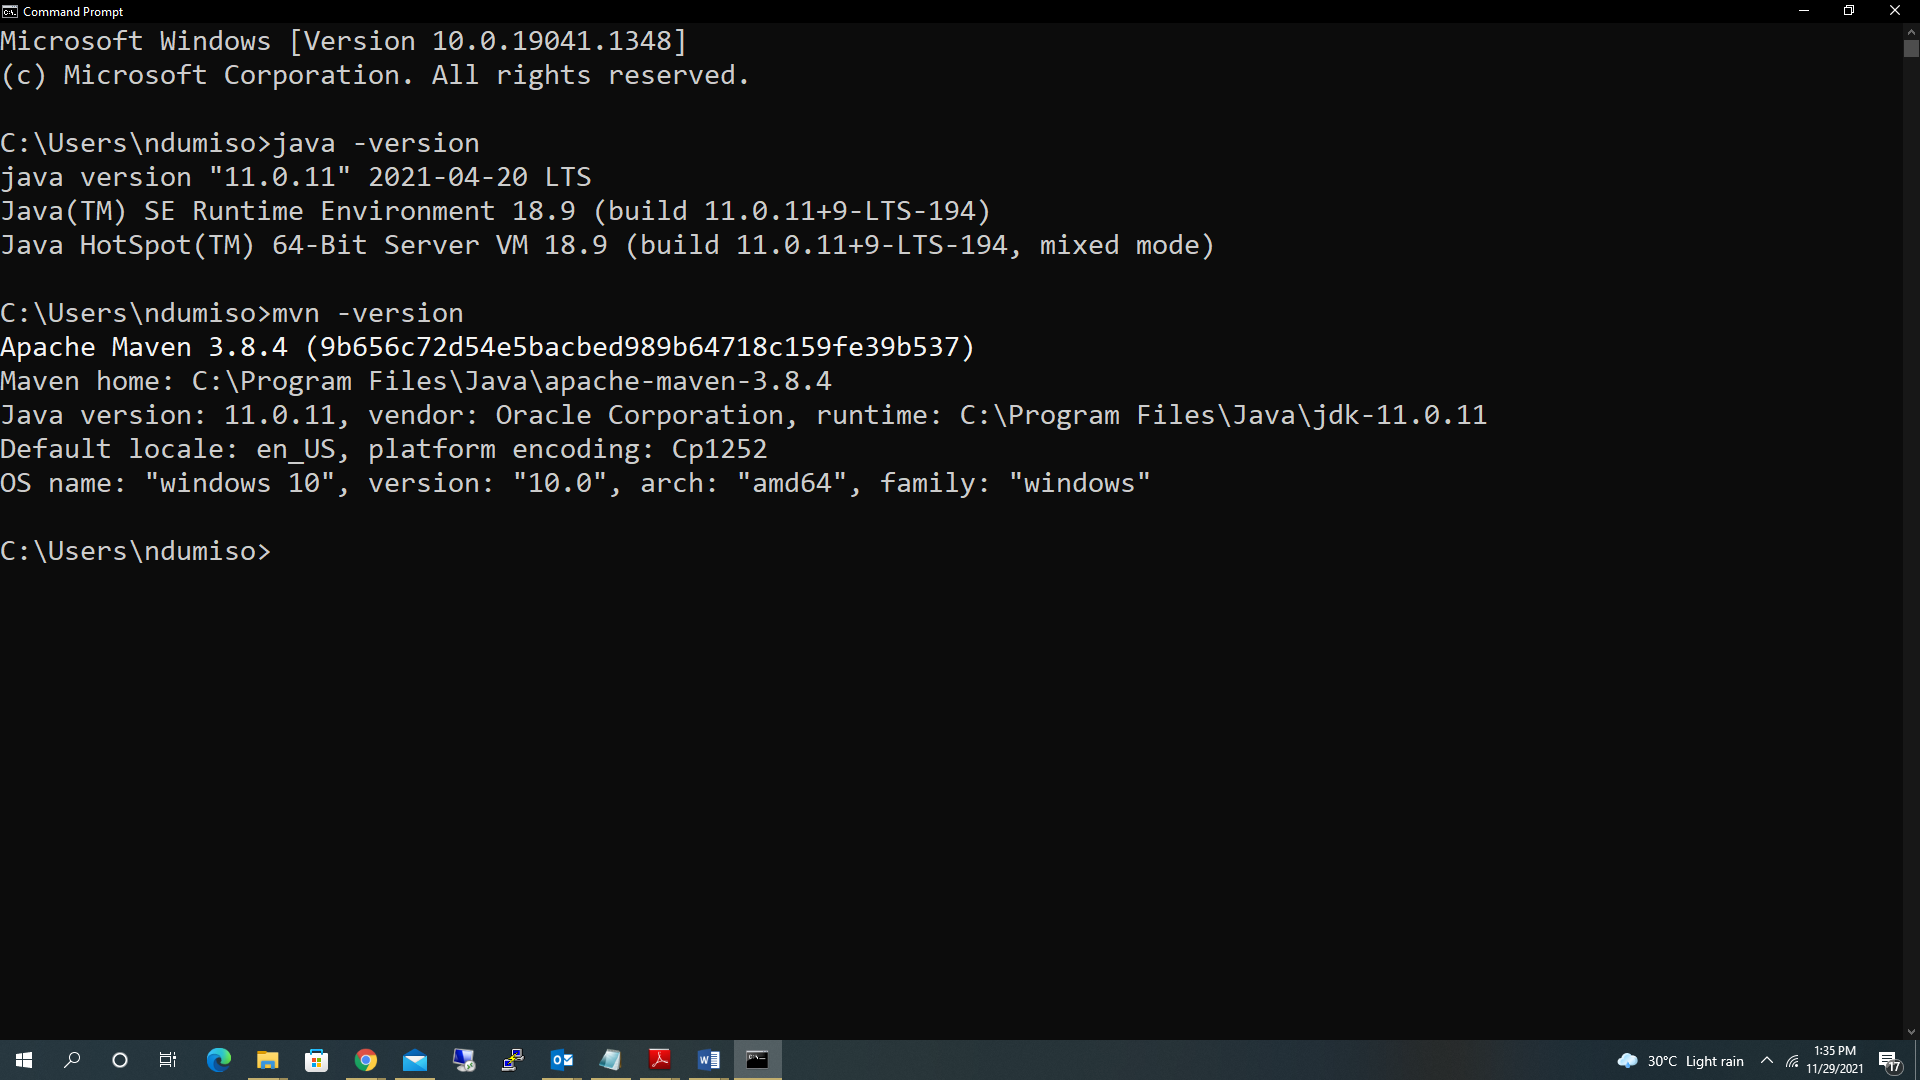 Command Prompt
Microsoft Windows [Version 10.0.19041.1348]
(c) Microsoft Corporation. All rights reserved.
C:\Users\ndumiso>java -version
java version "11.0.11" 2021-04-20 LTS
Java(TM) SE Runtime Environment 18.9 (build 11.0.11+9-LTS-194)
Java HotSpot(TM) 64-Bit Server VM 18.9 (build 11.0.11+9-LTS-194, mixed mode)
C:\Users\ndumiso>mvn -version
Apache Maven 3.8.4 (9b656c72d54e5bacbed989b64718c159fe39b537)
Maven home: C:\Program Files\Java\apache-maven-3.8.4
Java version: 11.0.11, vendor: Oracle Corporation, runtime: C:\Program Files\Java\jdk-11.0.11
Default locale: en_US, platform encoding: Cp1252
OS name: "windows 10", version: "10.0", arch: "amd64", family: "windows"
C:\Users\ndumiso>
30°C Light rain
1:35 PM
11/29/2021
17